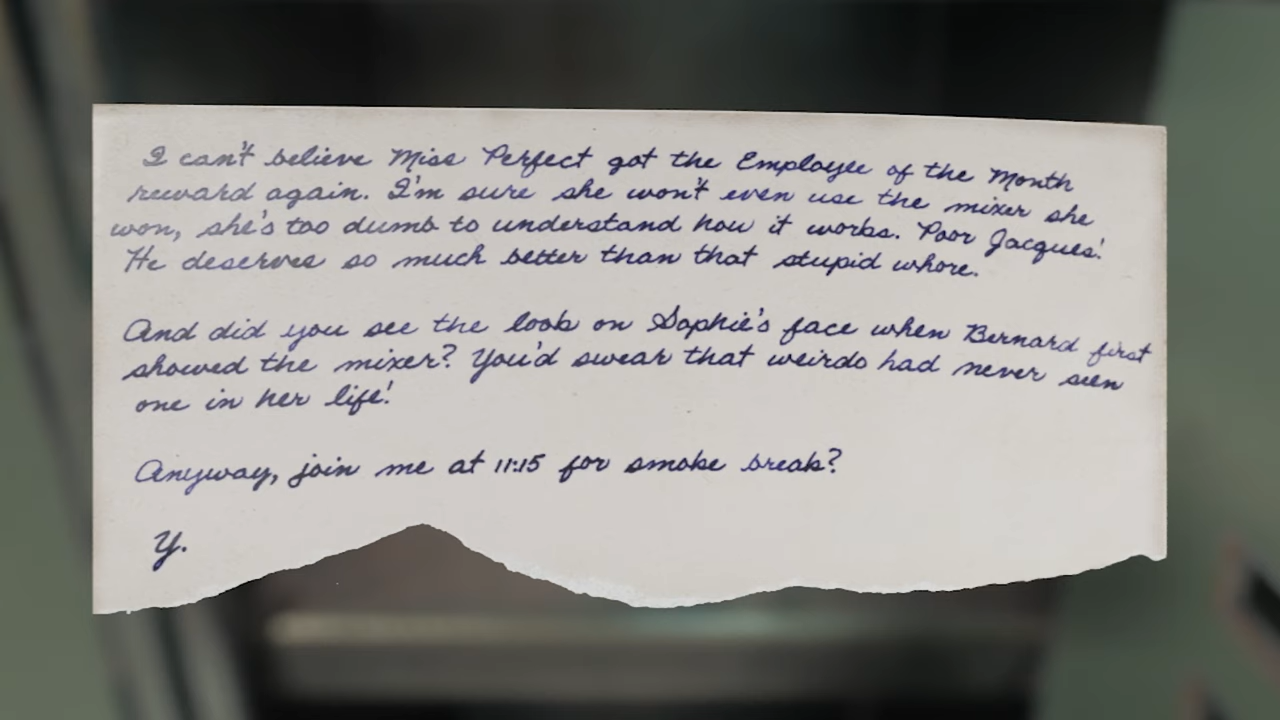 I can't believe Miss Perfect got the Employee of the Month
reward again. I'm sure she won't even use the mixer she
won, she's too dumb to understand how it works. Poor Jacques!
He deserves so much better than that stupid whore.
And did you see the look on Sophie's face when Bernard first
showed the mixer? You'd swear that weirdo had never seen
one in her life!
Anyway, join me at 11:15 for smoke break?
Y.